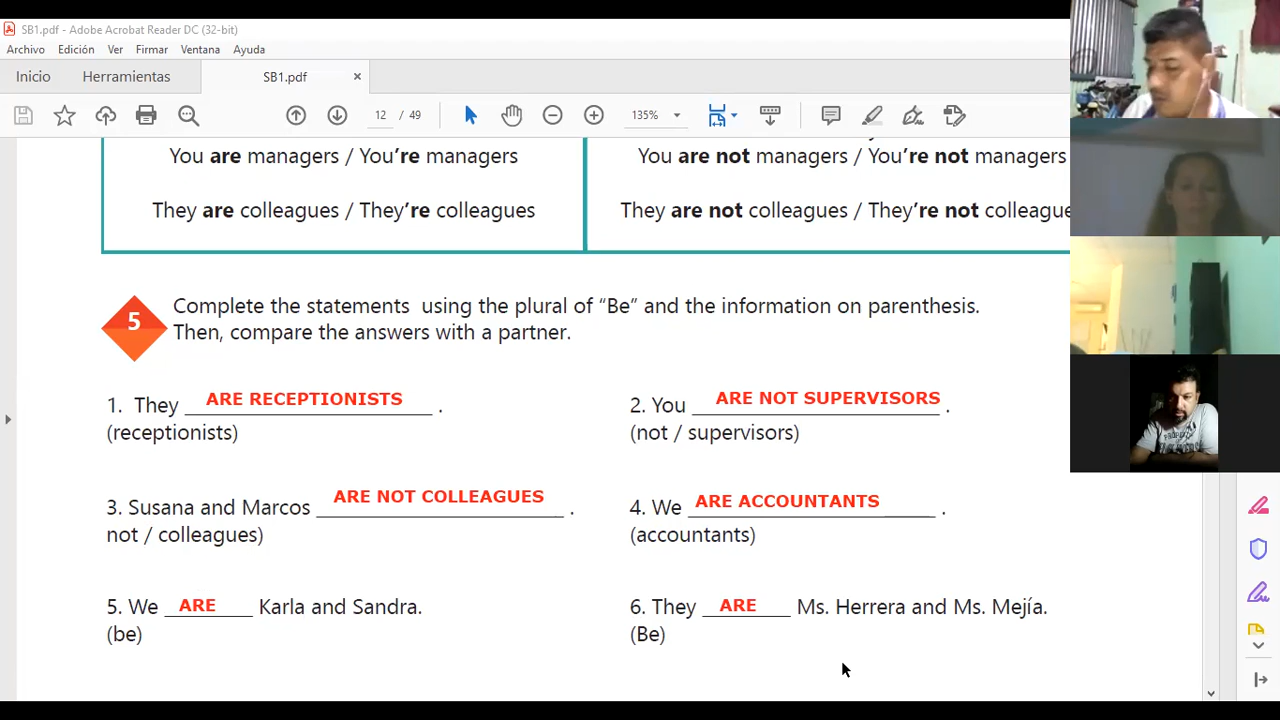 SB1.pdf - Adobe Acrobat Reader DC (32-bit)
Archivo Edición Ver Firmar Ventana Ayuda
Inicio Herramientas SB1.pdf ×
12 / 49 135%
You are managers / You're managers
You are not managers / You're not managers
They are colleagues / They're colleagues
They are not colleagues / They're not colleague
5
Complete the statements using the plural of “Be” and the information on parenthesis.
Then, compare the answers with a partner.
1. They ARE RECEPTIONISTS .
(receptionists)
2. You ARE NOT SUPERVISORS .
(not / supervisors)
3. Susana and Marcos ARE NOT COLLEAGUES .
not / colleagues)
4. We ARE ACCOUNTANTS .
(accountants)
5. We ARE Karla and Sandra.
(be)
6. They ARE Ms. Herrera and Ms. Mejía.
(Be)